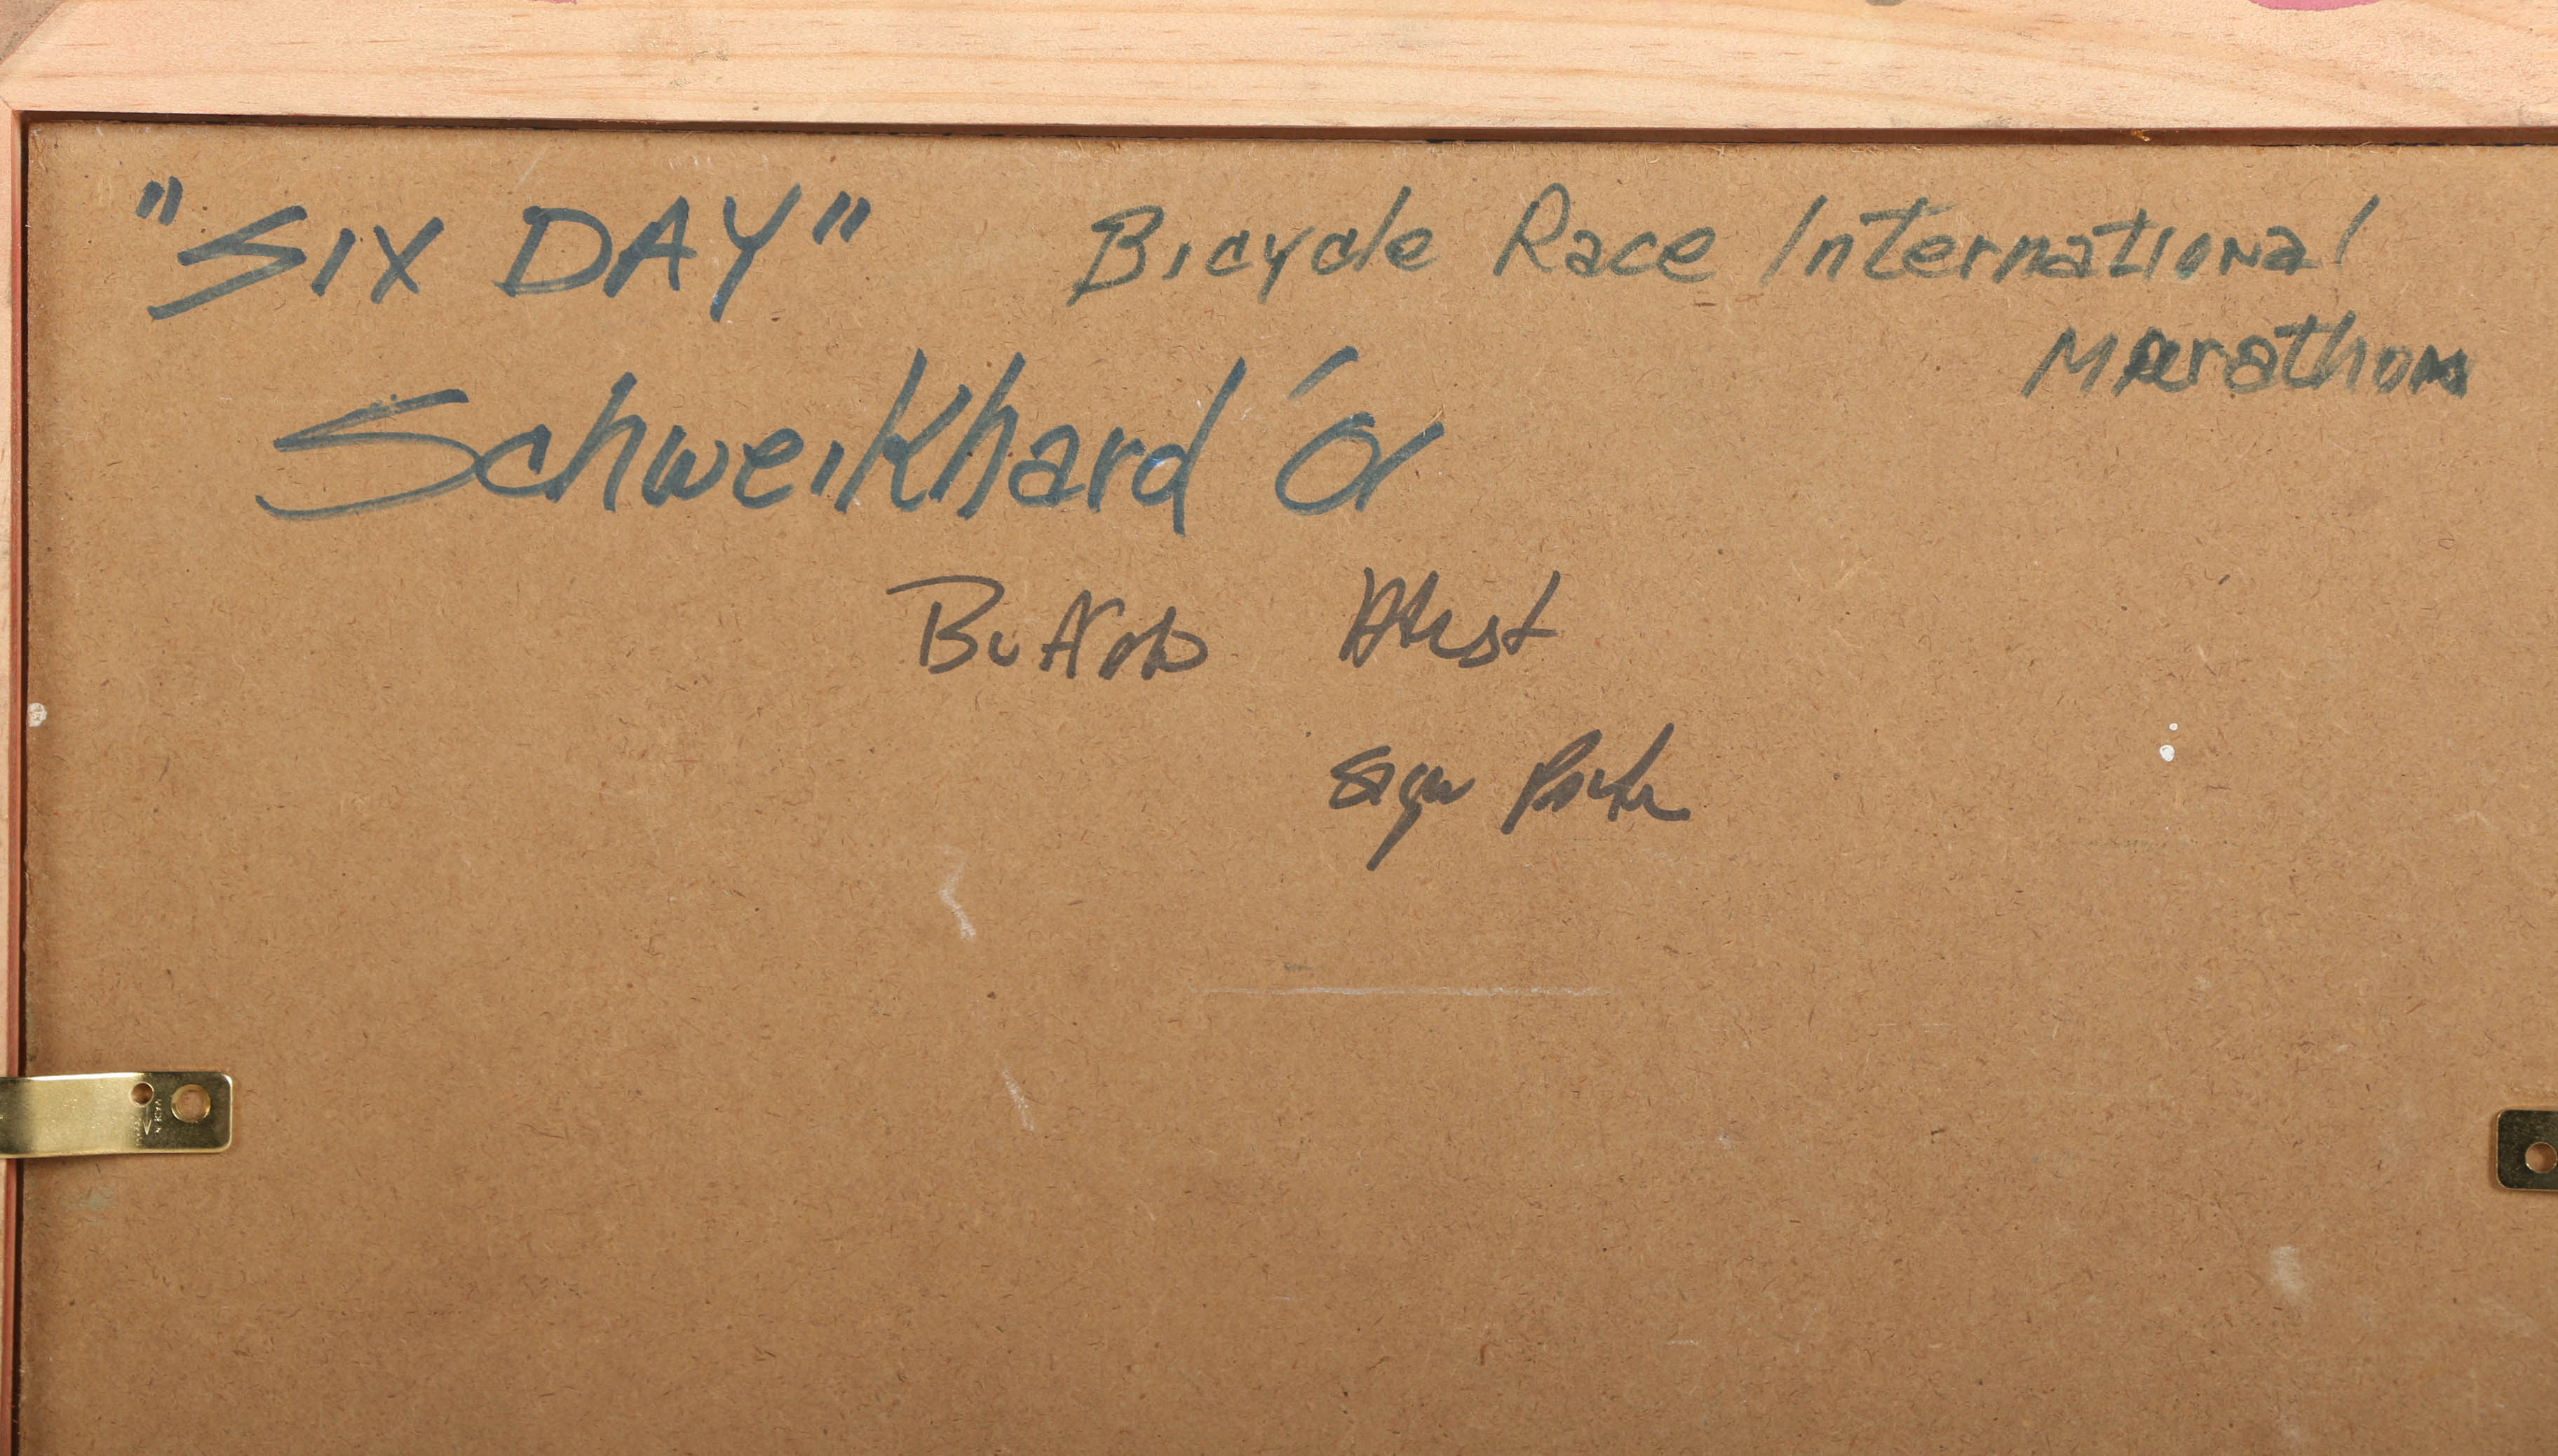 "SIX DAY" Bicycle Race International
Marathon
Schweikhard '01
Buffalo Artist